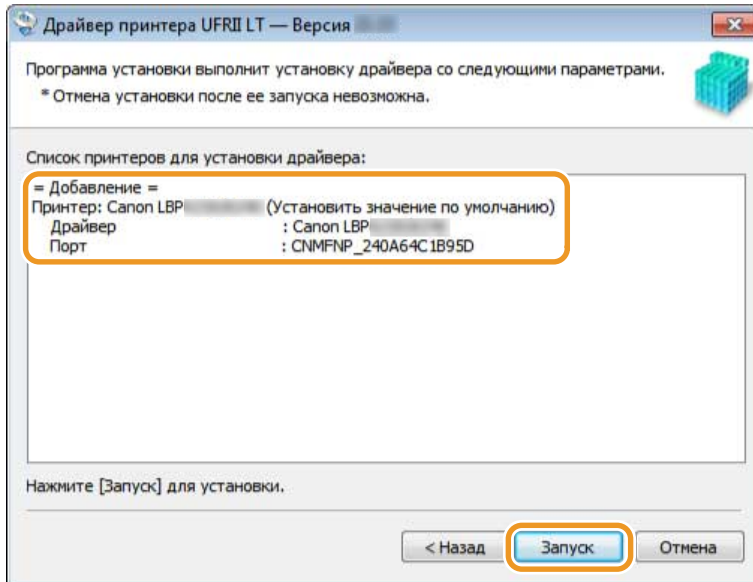 Драйвер принтера UFRII LT — Версия
Программа установки выполнит установку драйвера со следующими параметрами.
* Отмена установки после ее запуска невозможна.
Список принтеров для установки драйвера:
= Добавление =
Принтер: Canon LBP (Установить значение по умолчанию)
Драйвер : Canon LBP
Порт : CNMFNP_240A64C1B95D
Нажмите [Запуск] для установки.
< Назад Запуск Отмена